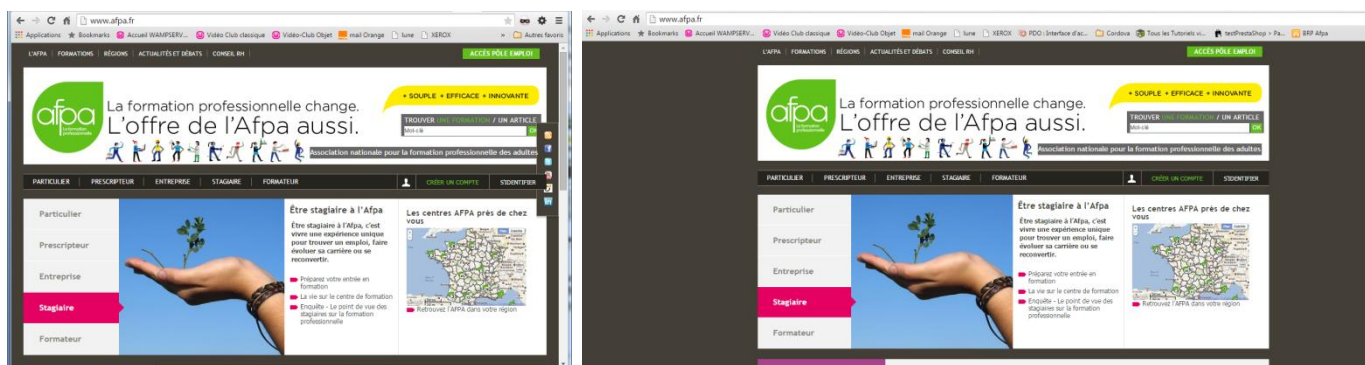 www.afpa.fr
Applications Bookmarks Accueil WAMPSERV... Vidéo Club classique Vidéo-Club Objet mail Orange lune XEROX » Autres favoris
L'AFPA FORMATIONS RÉGIONS ACTUALITÉS ET DÉBATS CONSEIL RH ACCÈS PÔLE EMPLOI
+ SOUPLE + EFFICACE + INNOVANTE
afpa
La formation professionnelle change.
L'offre de l'Afpa aussi.
TROUVER UNE FORMATION / UN ARTICLE
Mot-clé OK
Association nationale pour la formation professionnelle des adultes
PARTICULIER PRESCRIPTEUR ENTREPRISE STAGIAIRE FORMATEUR CRÉER UN COMPTE S'IDENTIFIER
Particulier
Prescripteur
Entreprise
Stagiaire
Formateur
Être stagiaire à l'Afpa
Être stagiaire à l'Afpa, c'est
vivre une expérience unique
pour trouver un emploi, faire
évoluer sa carrière ou se
reconvertir.
Préparez votre entrée en
formation
La vie sur le centre de formation
Enquête - Le point de vue des
stagiaires sur la formation
professionnelle
Les centres AFPA près de chez
vous
Retrouvez l'AFPA dans votre région
www.afpa.fr
Applications Bookmarks Accueil WAMPSERV... Vidéo Club classique Vidéo-Club Objet mail Orange lune XEROX PDO : Interface d'ac... Cordova Tous les Tutoriels vi... testPrestaShop > Pa... BRP Afpa
L'AFPA FORMATIONS RÉGIONS ACTUALITÉS ET DÉBATS CONSEIL RH ACCÈS PÔLE EMPLOI
+ SOUPLE + EFFICACE + INNOVANTE
afpa
La formation professionnelle change.
L'offre de l'Afpa aussi.
TROUVER UNE FORMATION / UN ARTICLE
Mot-clé OK
Association nationale pour la formation professionnelle des adultes
PARTICULIER PRESCRIPTEUR ENTREPRISE STAGIAIRE FORMATEUR CRÉER UN COMPTE S'IDENTIFIER
Particulier
Prescripteur
Entreprise
Stagiaire
Formateur
Être stagiaire à l'Afpa
Être stagiaire à l'Afpa, c'est
vivre une expérience unique
pour trouver un emploi, faire
évoluer sa carrière ou se
reconvertir.
Préparez votre entrée en
formation
La vie sur le centre de formation
Enquête - Le point de vue des
stagiaires sur la formation
professionnelle
Les centres AFPA près de chez
vous
Retrouvez l'AFPA dans votre région